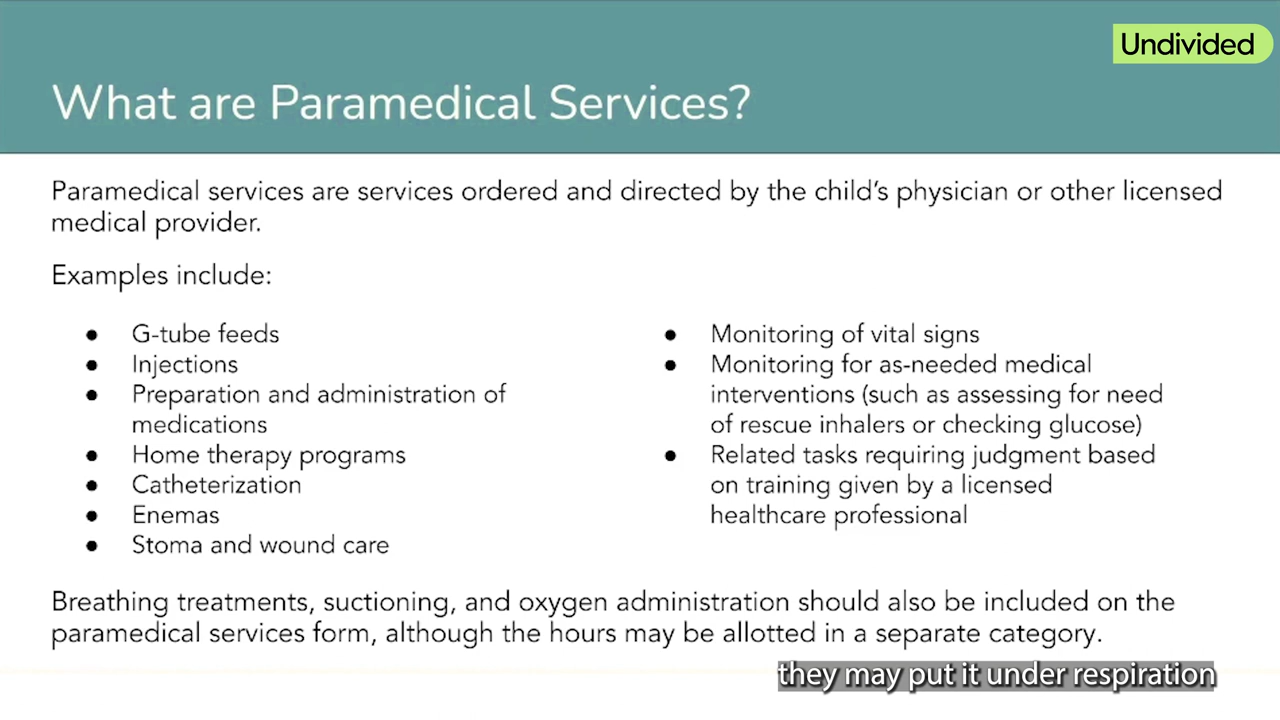 Undivided
What are Paramedical Services?
Paramedical services are services ordered and directed by the child's physician or other licensed
medical provider.
Examples include:
● G-tube feeds
● Injections
● Preparation and administration of
medications
● Home therapy programs
● Catheterization
● Enemas
● Stoma and wound care
● Monitoring of vital signs
● Monitoring for as-needed medical
interventions (such as assessing for need
of rescue inhalers or checking glucose)
● Related tasks requiring judgment based
on training given by a licensed
healthcare professional
Breathing treatments, suctioning, and oxygen administration should also be included on the
paramedical services form, although the hours may be allotted in a separate category.
they may put it under respiration